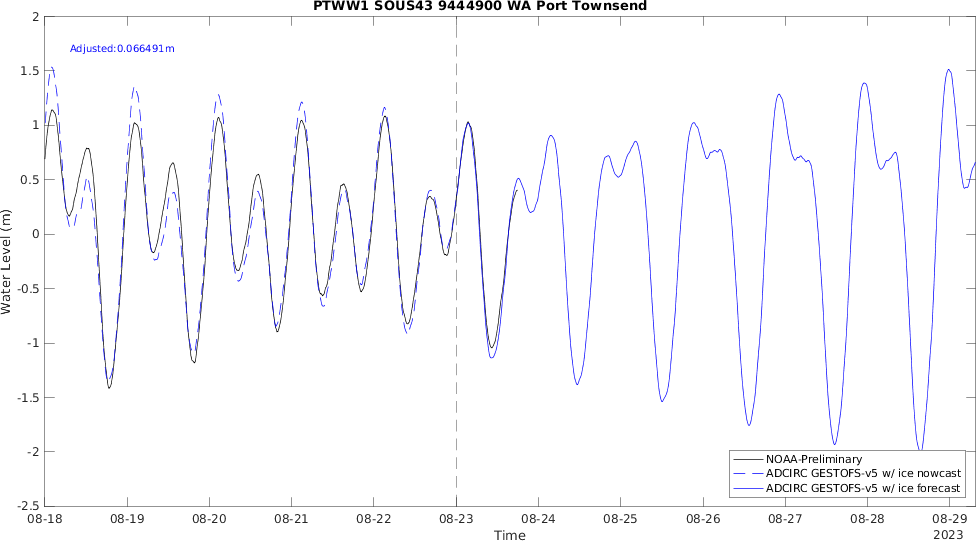 PTWW1 SOUS43 9444900 WA Port Townsend
Adjusted:0.066491m
2
1.5
1
0.5
0
-0.5
-1
-1.5
-2
-2.5
Water Level (m)
NOAA-Preliminary
ADCIRC GESTOFS-v5 w/ ice nowcast
ADCIRC GESTOFS-v5 w/ ice forecast
08-18 08-19 08-20 08-21 08-22 08-23 08-24 08-25 08-26 08-27 08-28 08-29
Time
2023